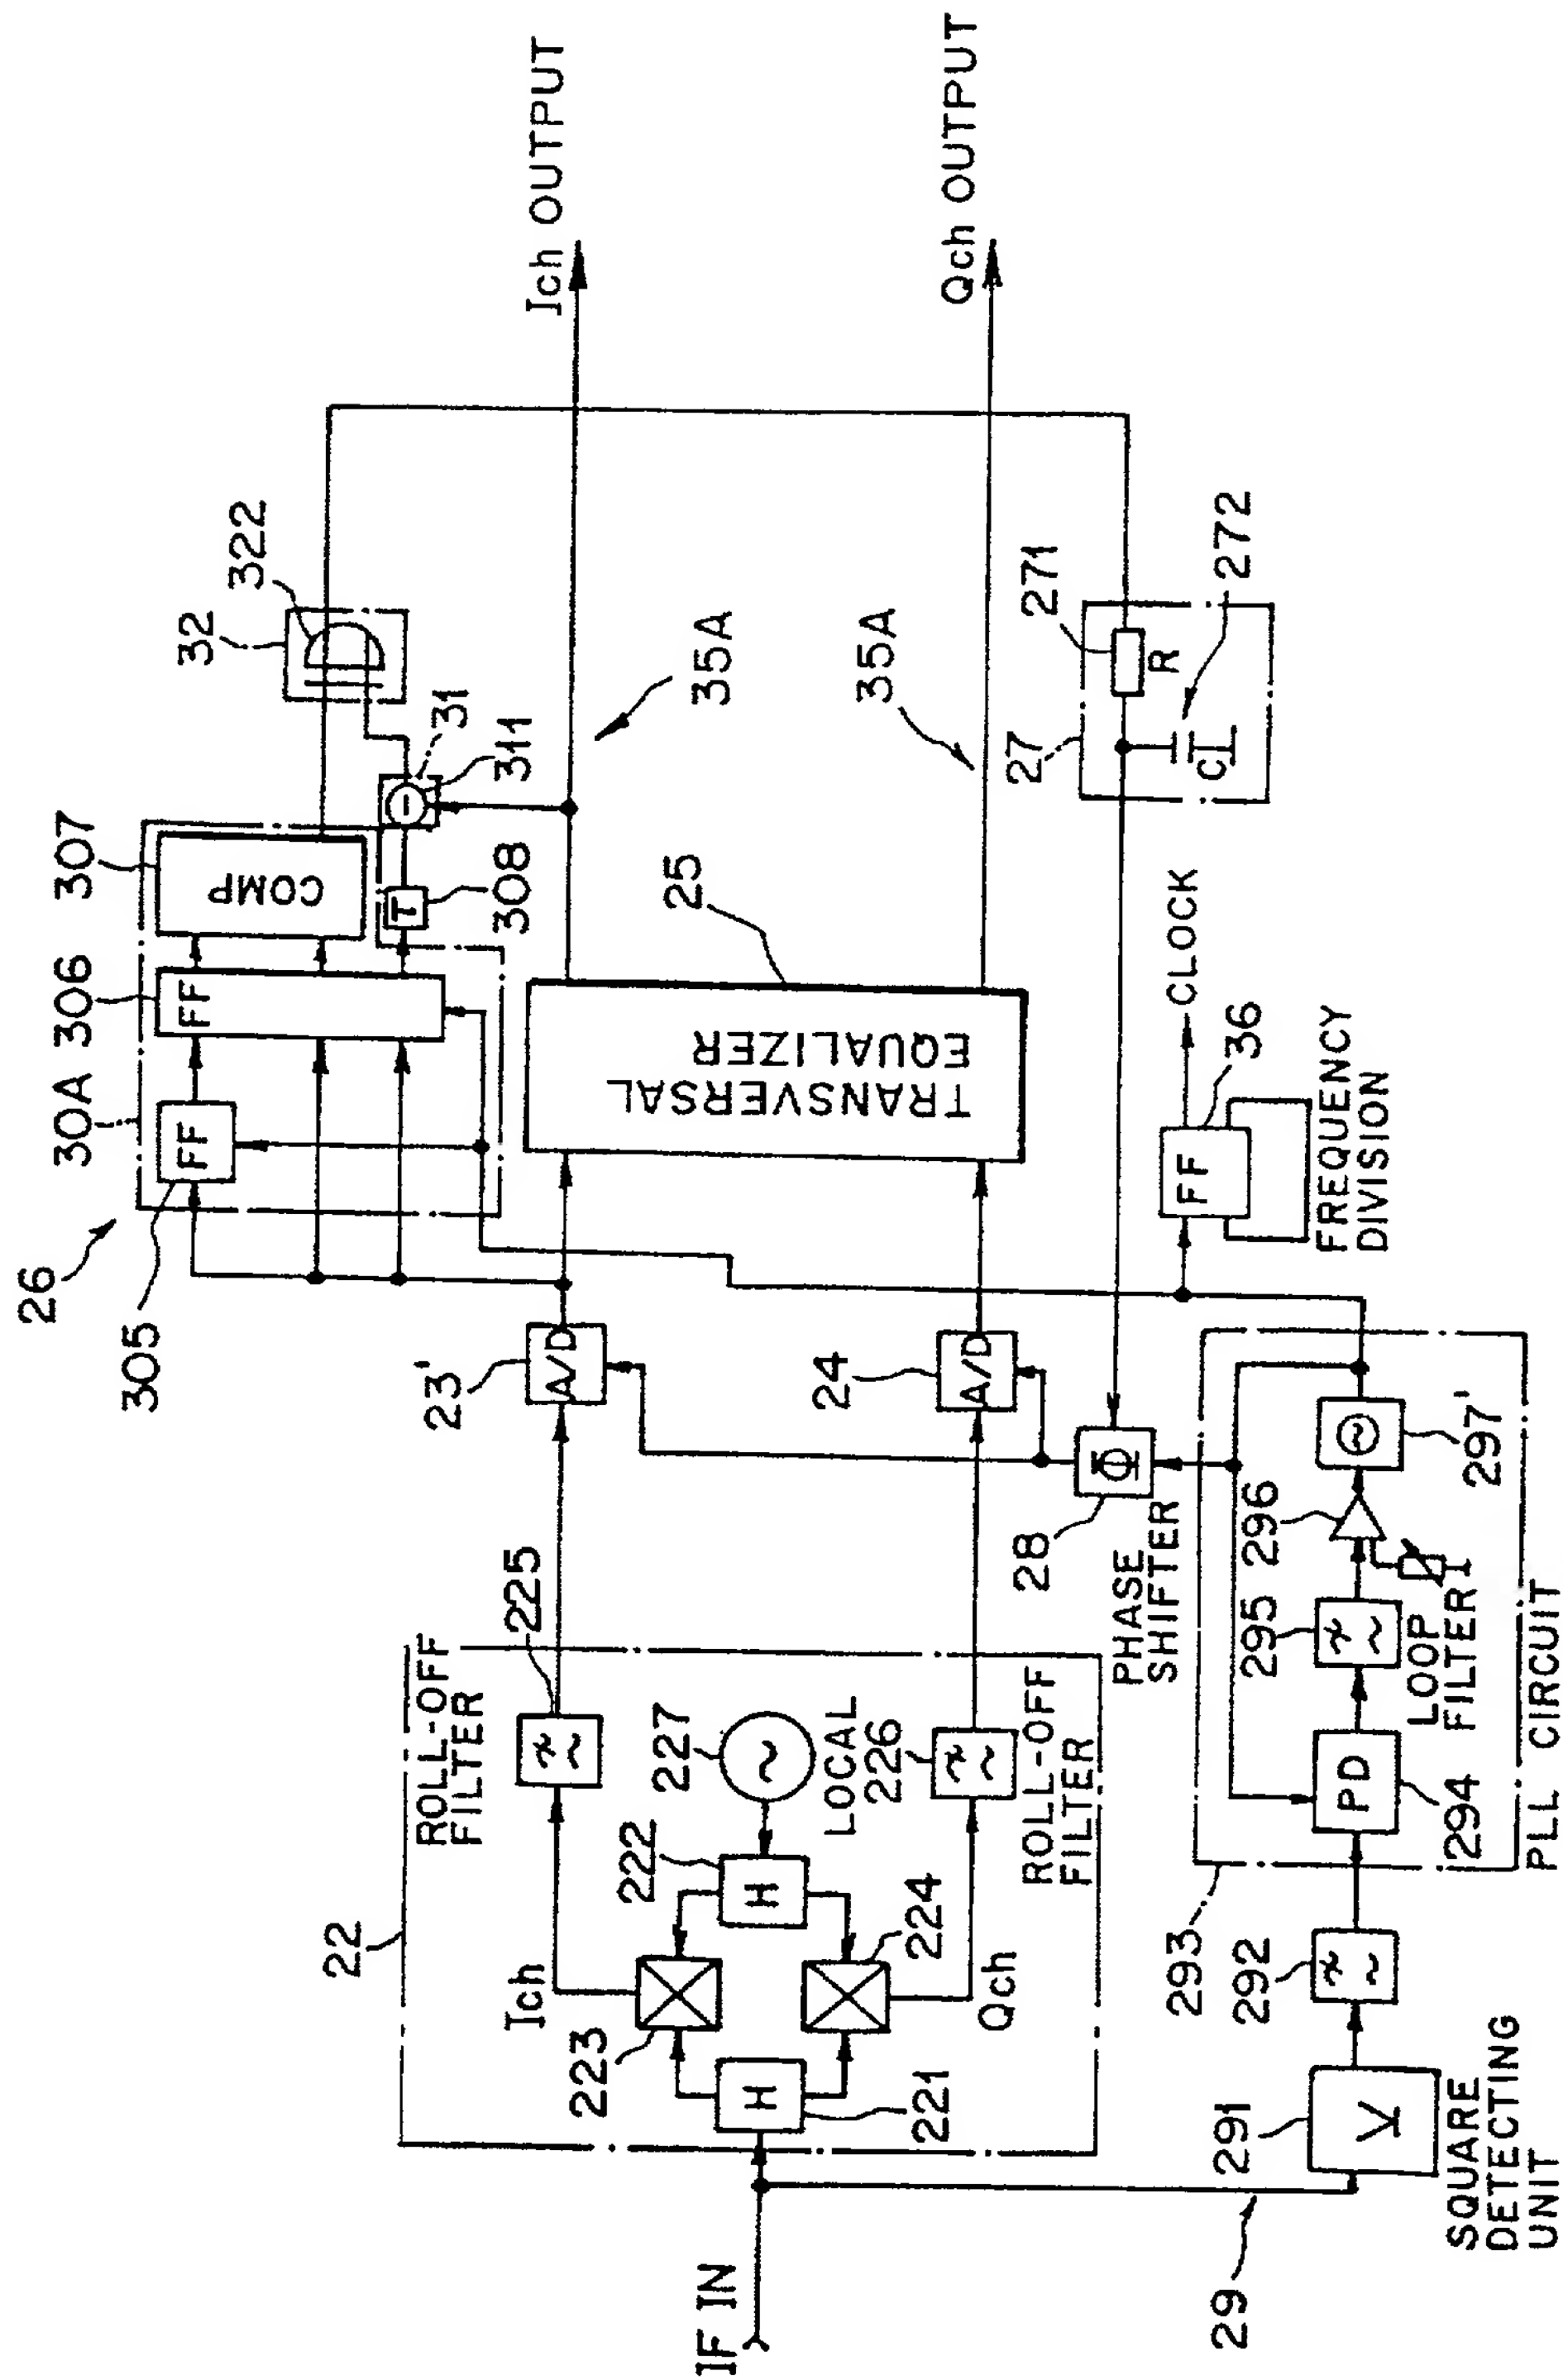 26
30A
306
307
305
FF
FF
COMP
308
T
32
322
31
311
Ich OUTPUT
35A
23'
A/D
25
TRANSVERSAL
EQUALIZER
35A
Qch OUTPUT
24
A/D
22
ROLL-OFF
FILTER
225
Ich
223
222
H
227
~
LOCAL
226
IF IN
H
221
224
Qch
ROLL-OFF
FILTER
28
PHASE
SHIFTER
27
271
R
C
272
FF
36
CLOCK
FREQUENCY
DIVISION
29
291
SQUARE
DETECTING
UNIT
292
293
PD
294
295
LOOP
FILTER
296
297'
PLL CIRCUIT